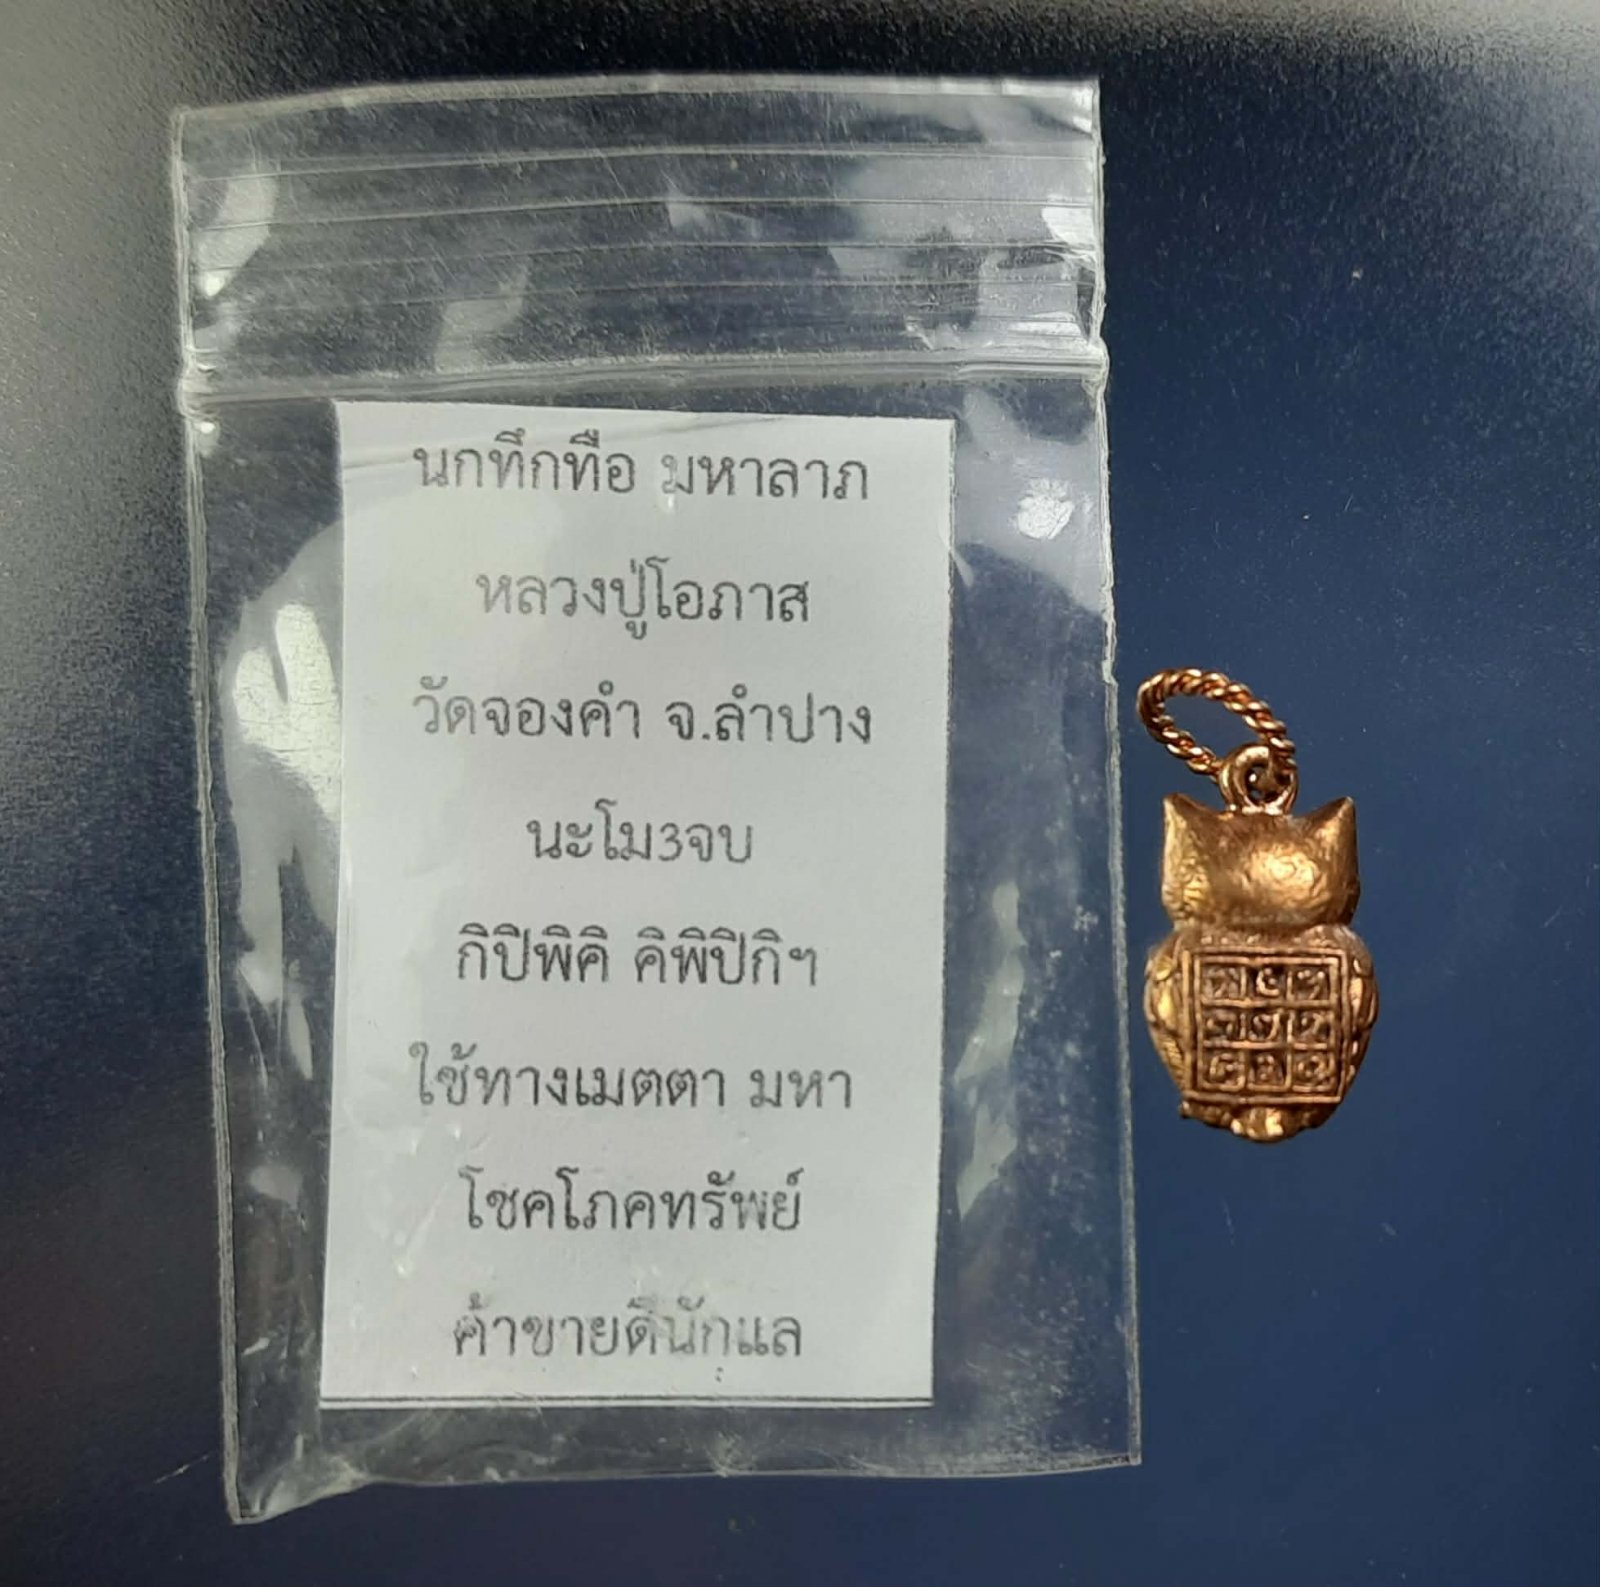 นกทึกทือ มหาลาภ
หลวงปู่โอภาส
วัดจองคำ จ.ลำปาง
นะโม3จบ
กิปิพิคิ คิพิปิกิฯ
ใช้ทางเมตตา มหา
โชคโภคทรัพย์
ค้าขายดีนักแล